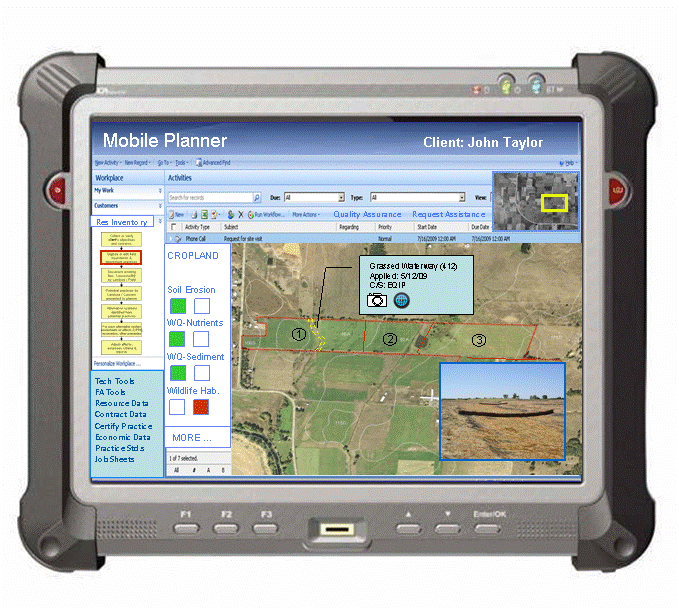 BT
Mobile Planner
Client: John Taylor
New Activity New Record Go To Tools Advanced Find
Help
Workplace
Activities
My Work
Customers
Search for records
Due: All
Type: All
View:
Res Inventory
New
Run Workflow...
More Actions
Quality Assurance
Request Assistance
Activity Type Subject Regarding Priority Start Date Due Date
Phone Call Request for site visit Normal 7/16/2009 12:00 AM 7/16/2009 12:00 AM
CROPLAND
Soil Erosion
WQ-Nutrients
WQ-Sediment
Wildlife Hab.
MORE ...
Grassed Waterway (412)
Applied: 5/12/09
C/S: EQIP
1
2
3
Personalize Workplace ...
Tech Tools
FA Tools
Resource Data
Contract Data
Certify Practice
Economic Data
Practice Stds.
Job Sheets
1 of 7 selected.
All # A B
F1 F2 F3
Enter/OK